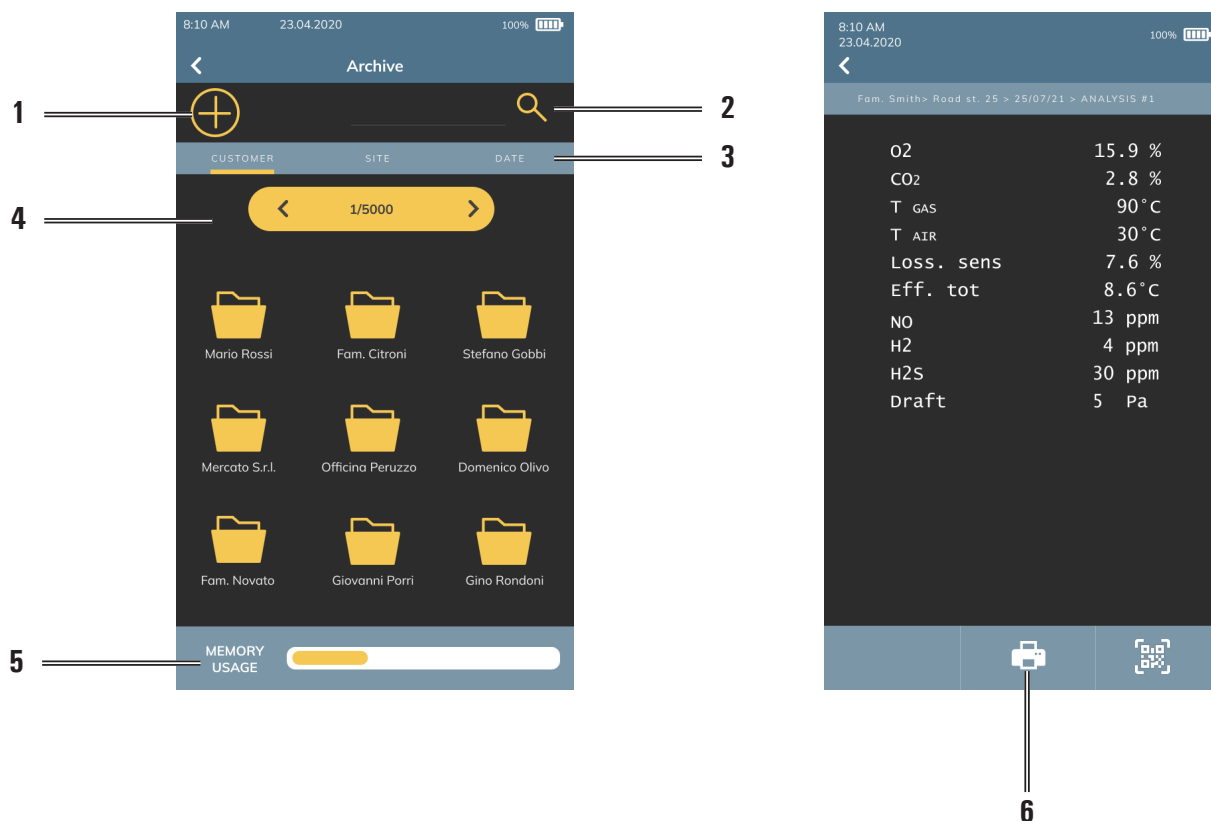 8:10 AM 23.04.2020 100%
Archive
1
2
CUSTOMER SITE DATE
3
4
1/5000
Mario Rossi Fam. Citroni Stefano Gobbi
Mercato S.r.l. Officina Peruzzo Domenico Olivo
Fam. Novato Giovanni Porri Gino Rondoni
5
MEMORY
USAGE
8:10 AM
23.04.2020
100%
Fam. Smith> Road st. 25 > 25/07/21 > ANALYSIS #1
O2 15.9 %
CO2 2.8 %
T GAS 90°C
T AIR 30°C
Loss. sens 7.6 %
Eff. tot 8.6°C
NO 13 ppm
H2 4 ppm
H2S 30 ppm
Draft 5 Pa
6